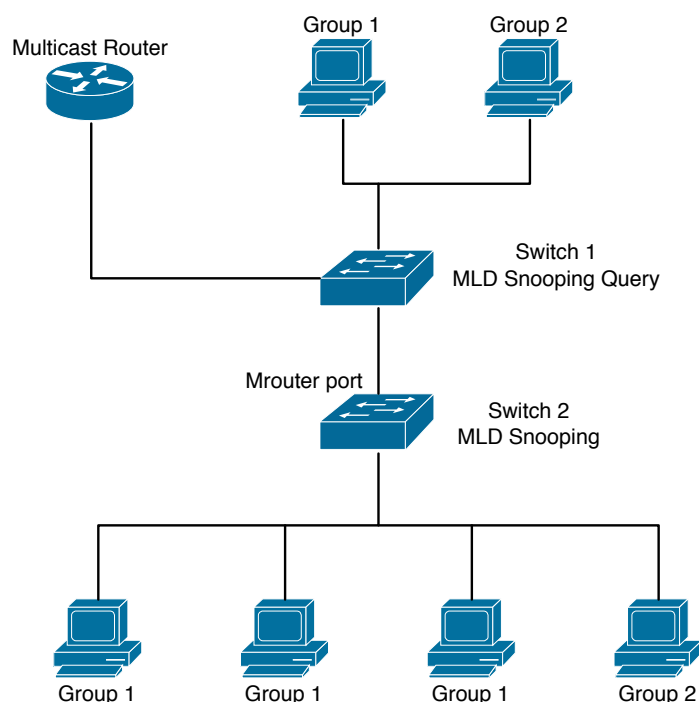 Group 1
Group 2
Multicast Router
Switch 1
MLD Snooping Query
Mrouter port
Switch 2
MLD Snooping
Group 1
Group 1
Group 1
Group 2